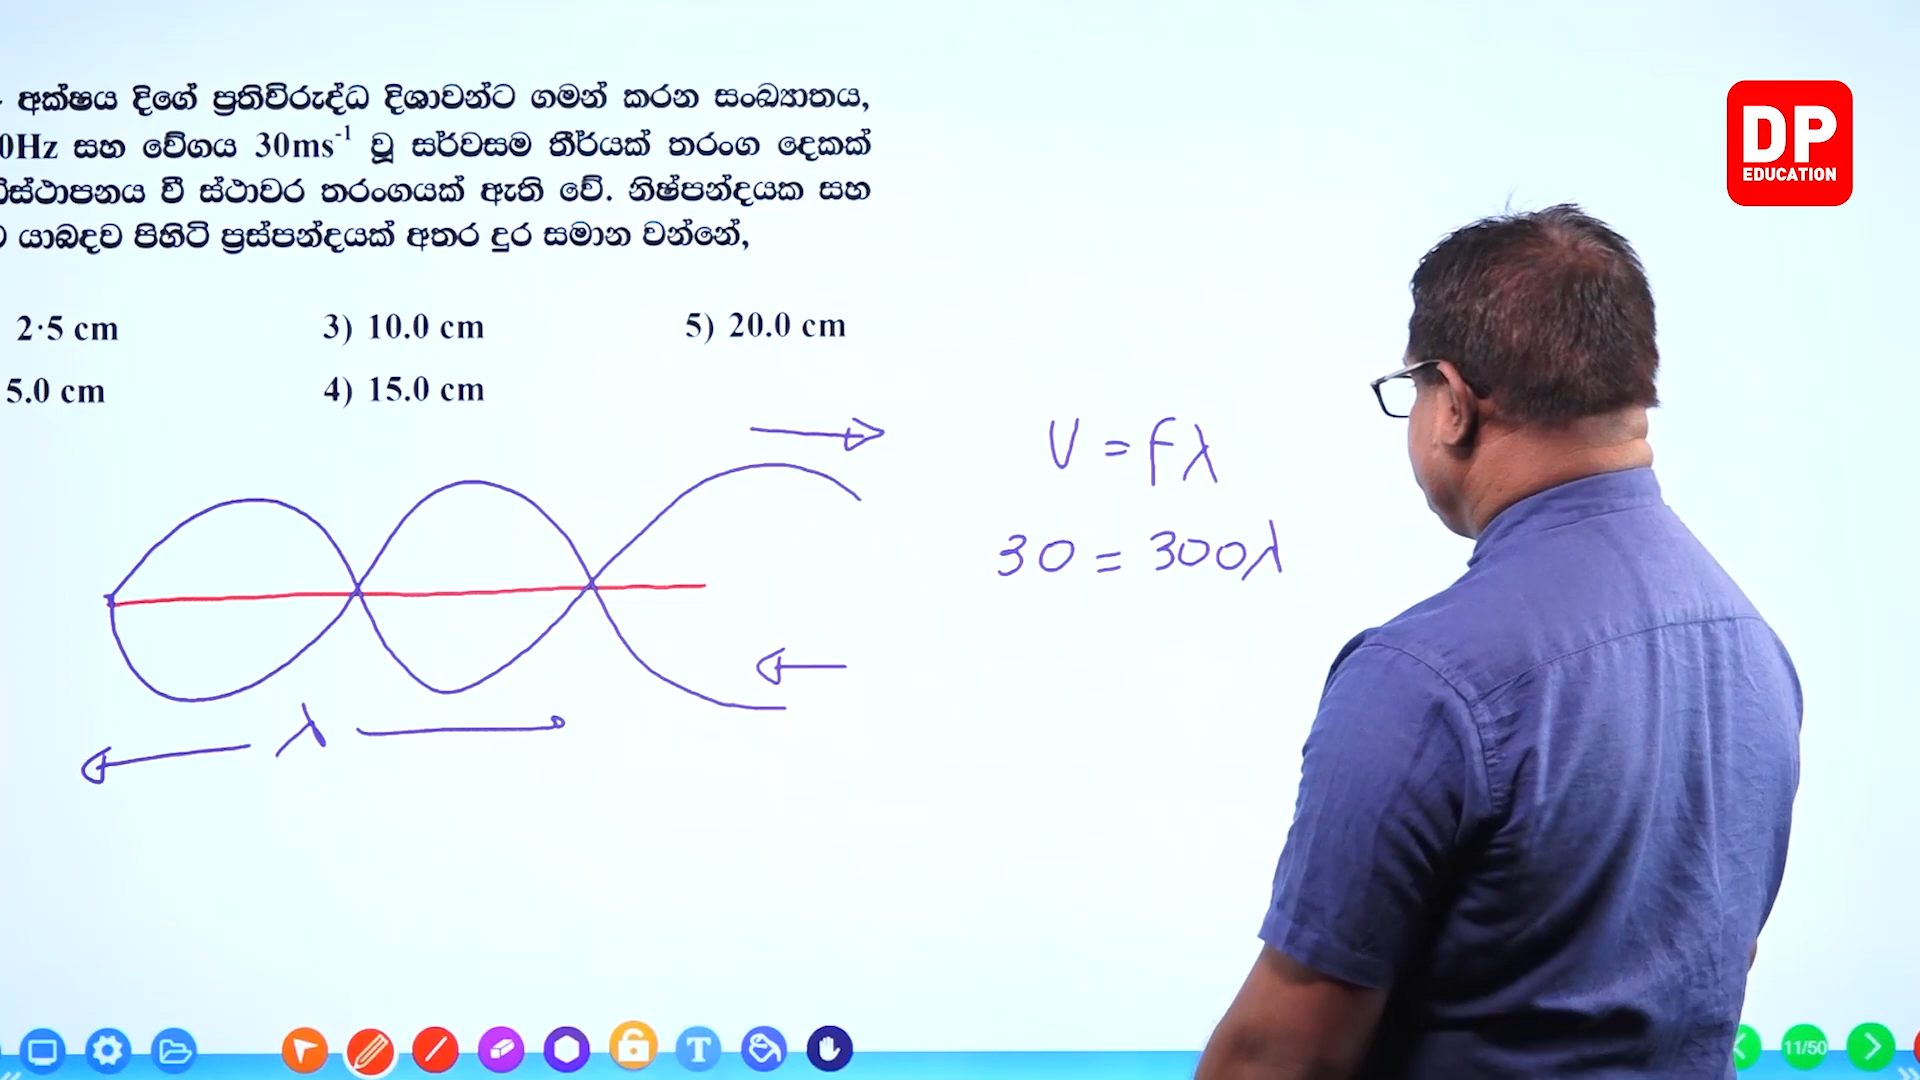 අක්ෂය දිගේ ප්‍රතිවිරුද්ධ දිශාවන්ට ගමන් කරන සංඛ්‍යාතය,
0Hz සහ වේගය 30ms⁻¹ වූ සර්වසම තීර්යක් තරංග දෙකක්
ස්ථාපනය වී ස්ථාවර තරංගයක් ඇති වේ. නිෂ්පන්දයක සහ
යාබදව පිහිටි ප්‍රස්පන්දයක් අතර දුර සමාන වන්නේ,
2·5 cm 3) 10.0 cm 5) 20.0 cm
5.0 cm 4) 15.0 cm
DP
EDUCATION
V = fλ
30 = 300λ
λ
T
11/50